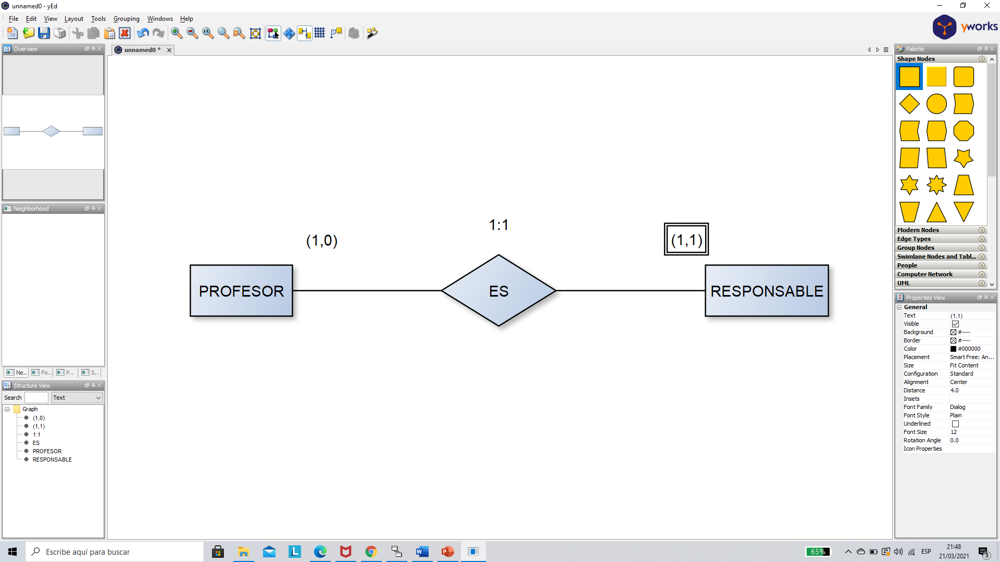 unnamed0 - yEd
File Edit View Layout Tools Grouping Windows Help
yworks
Overview
unnamed0 *
Palette
Shape Nodes
Neighborhood
1:1
(1,0)
(1,1)
PROFESOR
ES
RESPONSABLE
Modern Nodes
Edge Types
Group Nodes
Swimlane Nodes and Tabl...
People
Computer Network
UML
Ne.. Fo.. P.. S..
Structure View
Search Text
Graph
(1,0)
(1,1)
1:1
ES
PROFESOR
RESPONSABLE
Properties View
General
Text (1,1)
Visible
Background #----
Border #----
Color #000000
Placement Smart Free: An...
Size Fit Content
Configuration Standard
Alignment Center
Distance 4.0
Insets
Font Family Dialog
Font Style Plain
Underlined
Font Size 12
Rotation Angle 0.0
Icon Properties
Escribe aquí para buscar
65%
ESP
21:48
21/03/2021
3